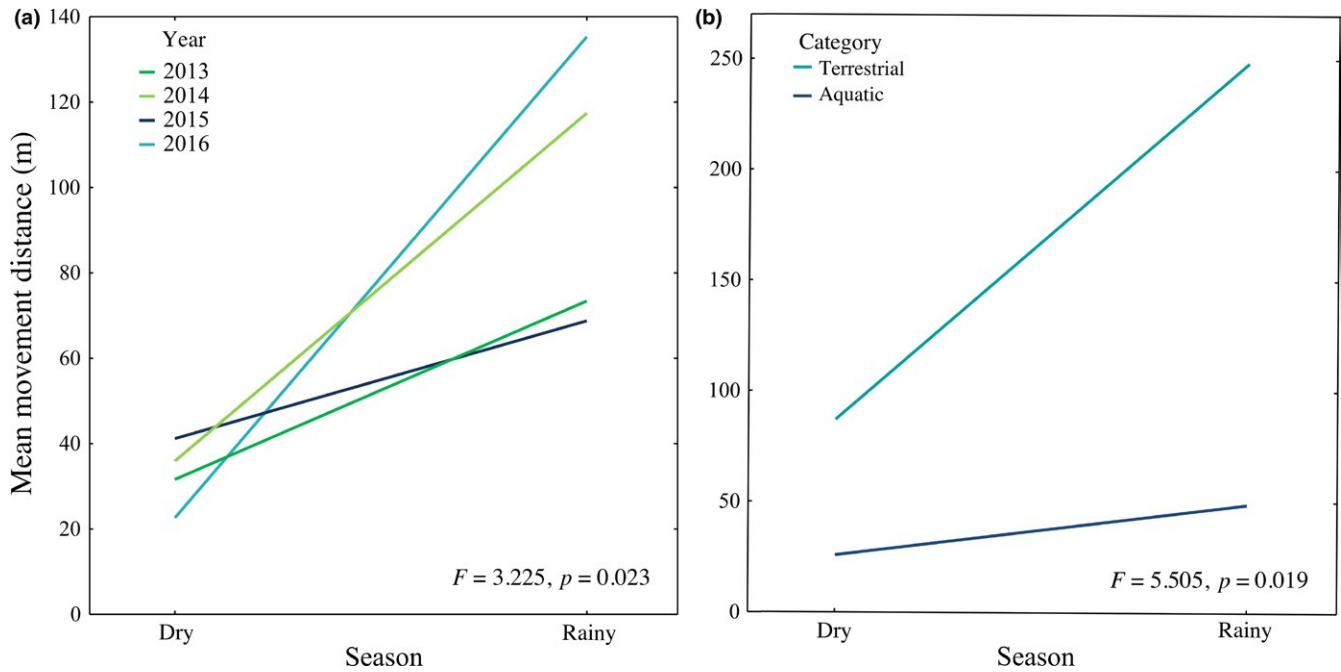 (a)
Mean movement distance (m)
140
120
100
80
60
40
20
0
Year
2013
2014
2015
2016
F = 3.225, p = 0.023
Dry
Rainy
Season
(b)
250
200
150
100
50
0
Category
Terrestrial
Aquatic
F = 5.505, p = 0.019
Dry
Rainy
Season